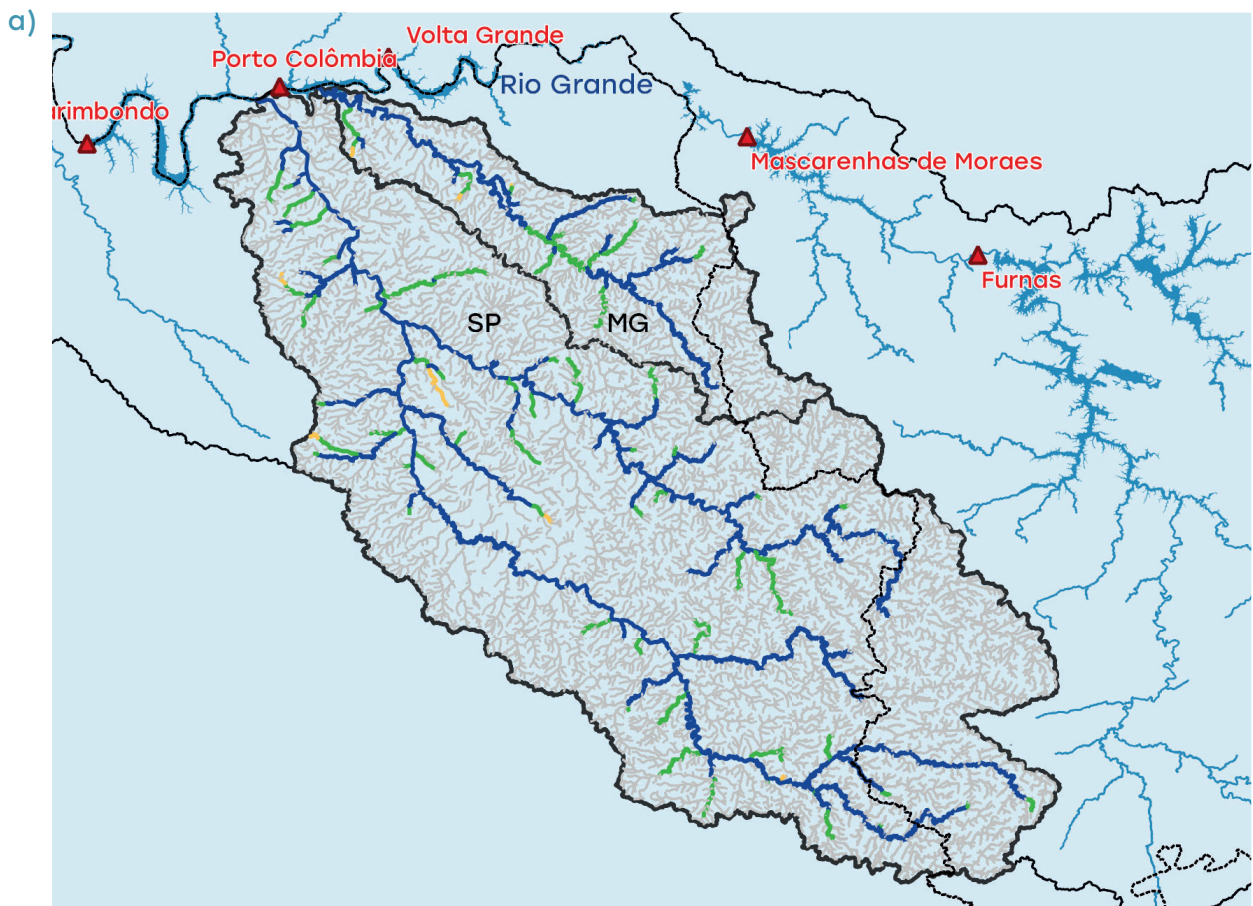 a)
Volta Grande
Porto Colômbia
Rio Grande
arimbondo
Mascarenhas de Moraes
Furnas
SP
MG